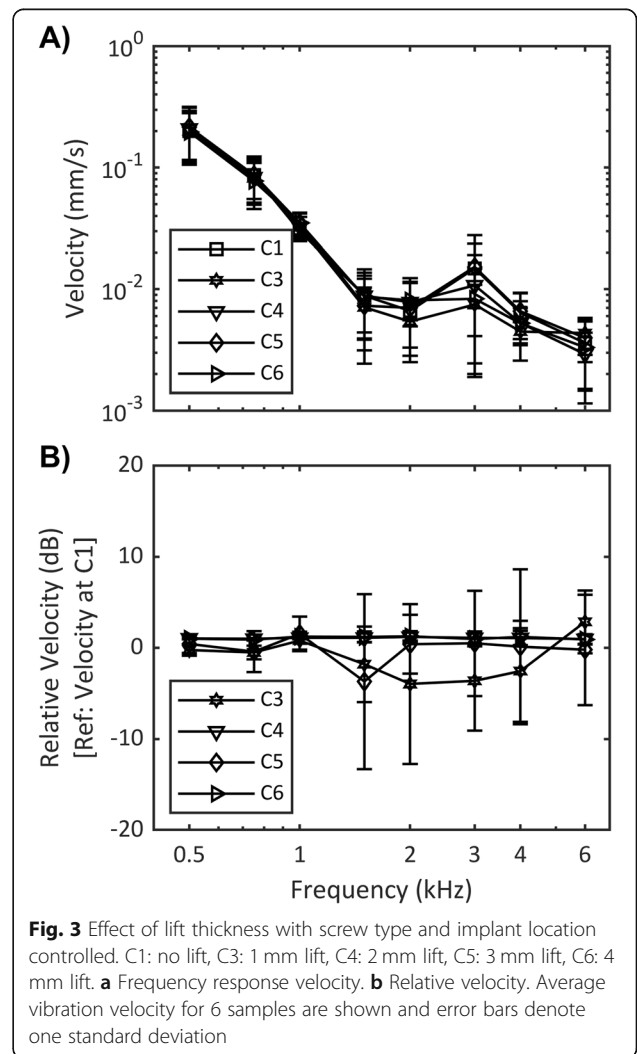 A)
10^0
10^-1
10^-2
10^-3
Velocity (mm/s)
C1
C3
C4
C5
C6
B)
20
10
0
-10
-20
Relative Velocity (dB)
[Ref: Velocity at C1]
C3
C4
C5
C6
0.5
1
2
3
4
6
Frequency (kHz)
Fig. 3 Effect of lift thickness with screw type and implant location
controlled. C1: no lift, C3: 1 mm lift, C4: 2 mm lift, C5: 3 mm lift, C6: 4
mm lift. a Frequency response velocity. b Relative velocity. Average
vibration velocity for 6 samples are shown and error bars denote
one standard deviation